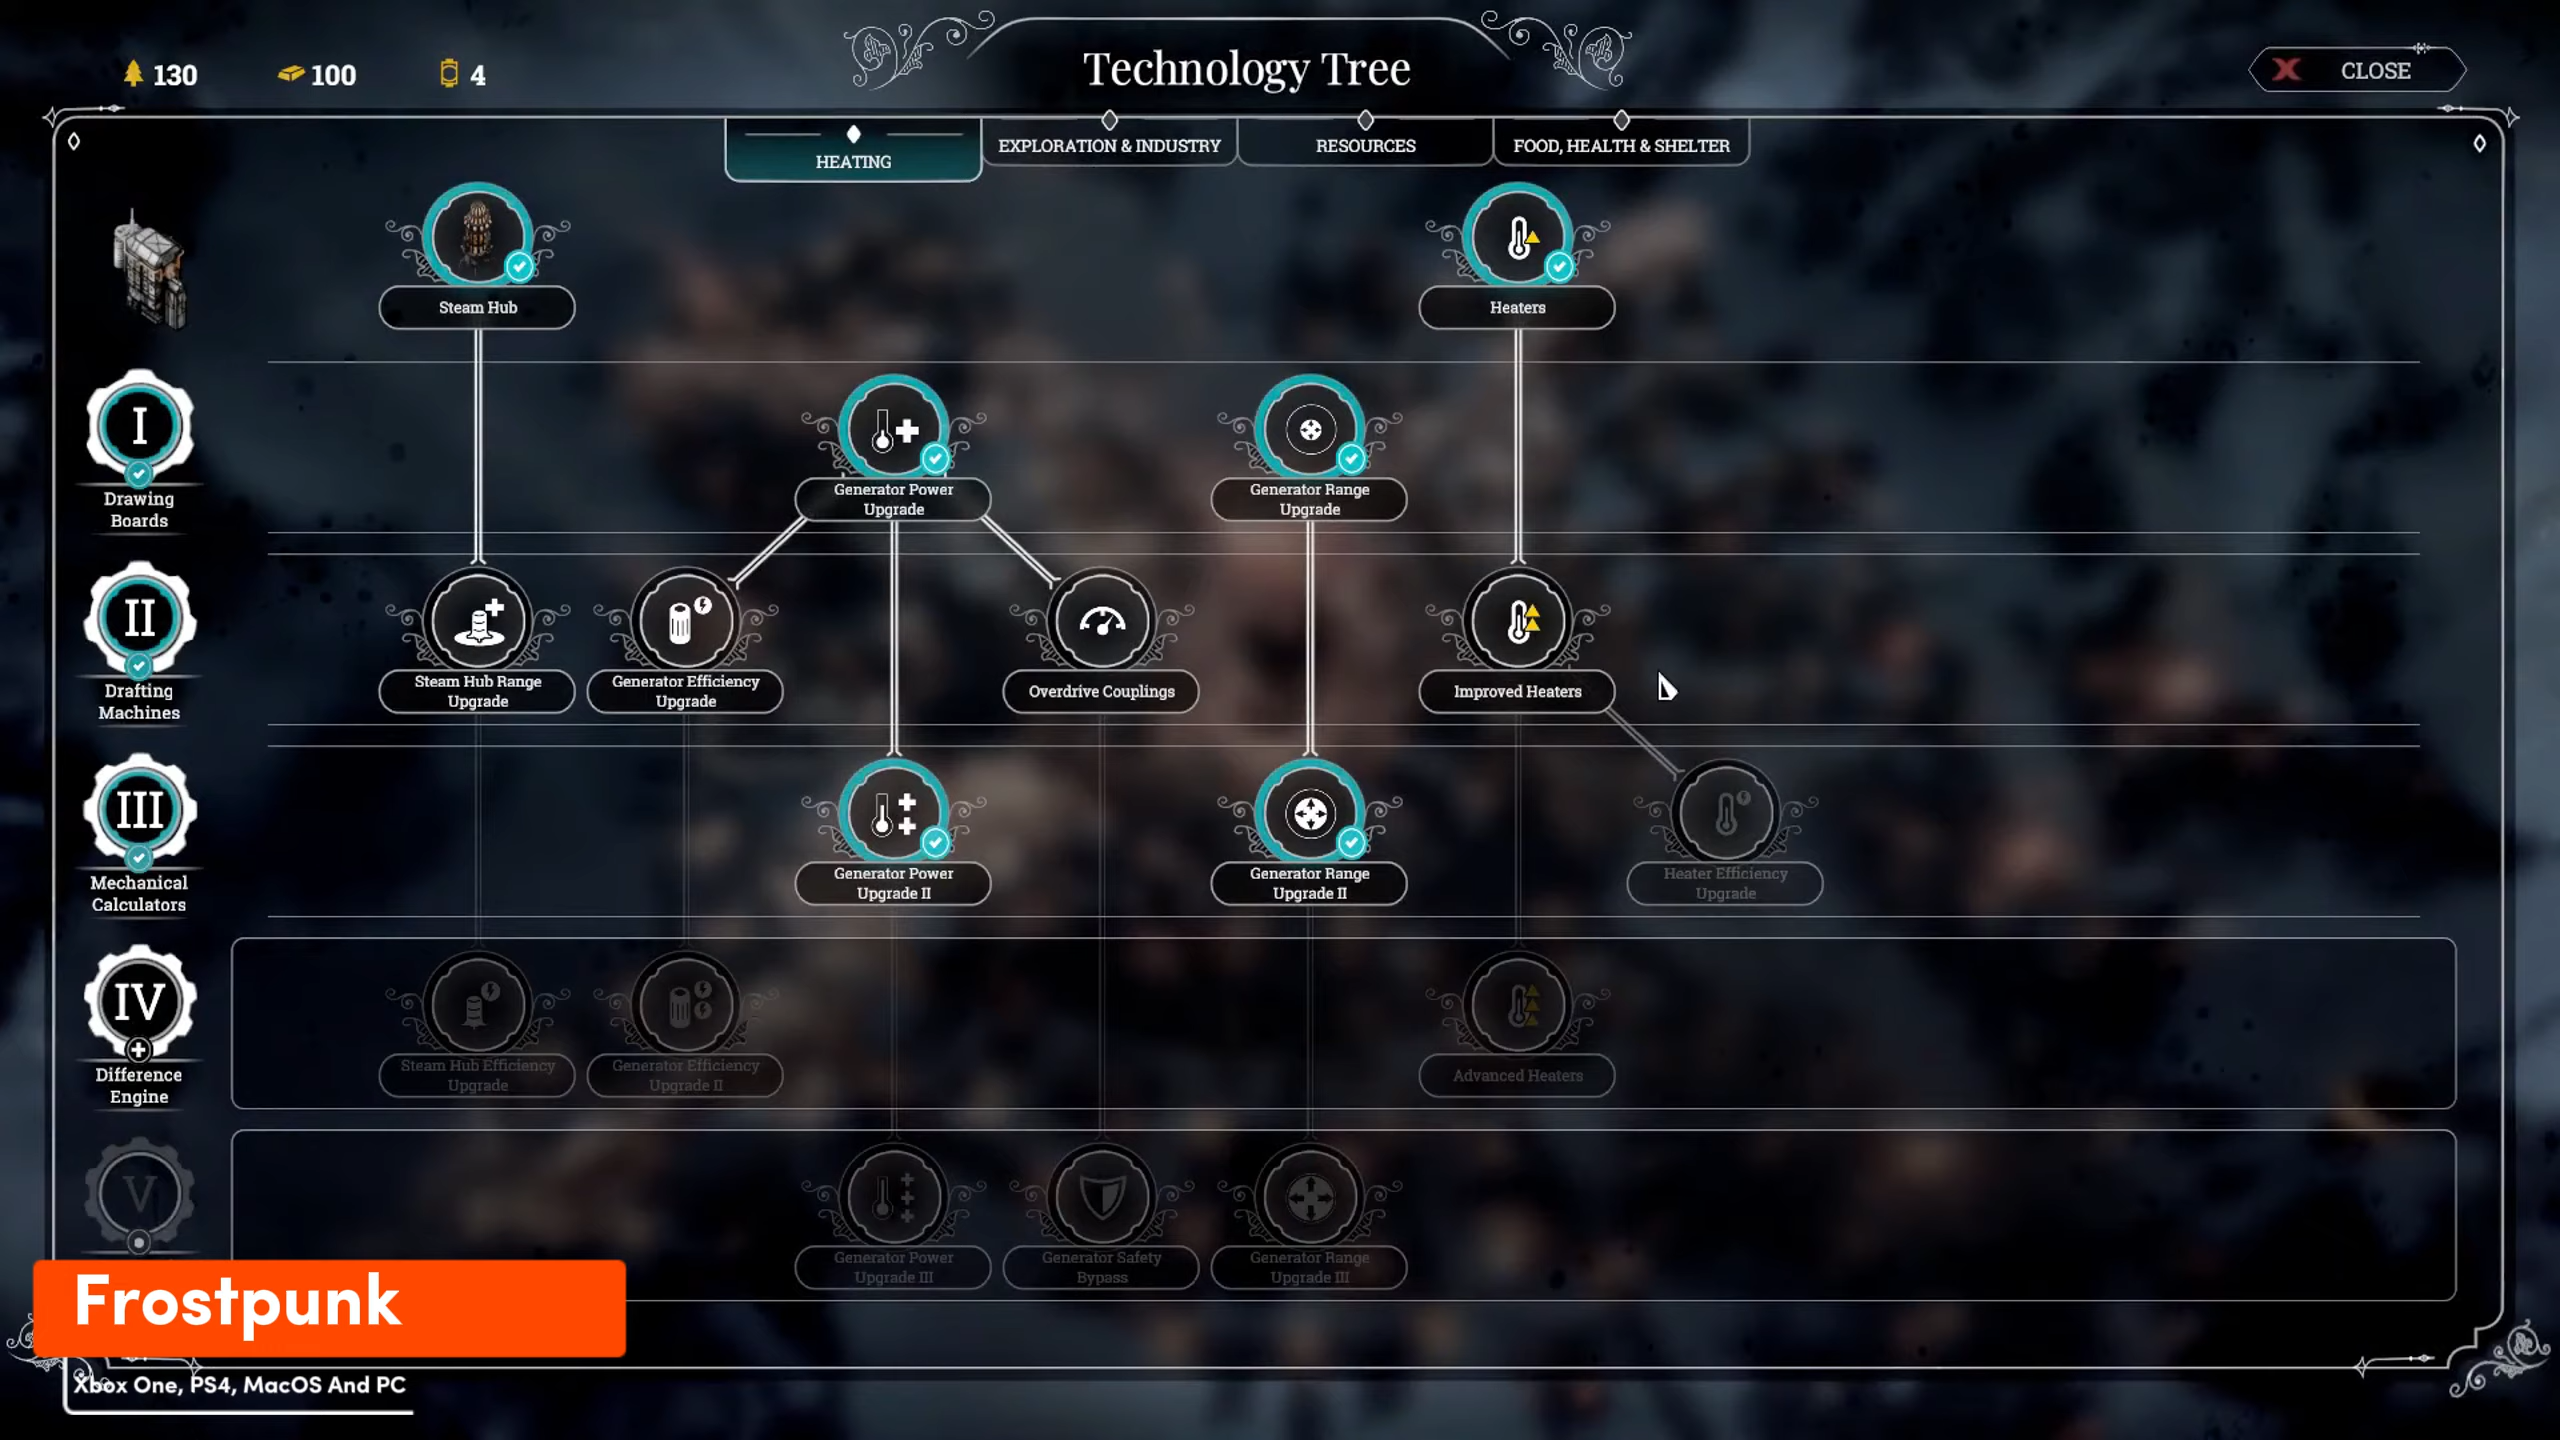 130
100
4
Technology Tree
CLOSE
HEATING
EXPLORATION & INDUSTRY
RESOURCES
FOOD, HEALTH & SHELTER
Steam Hub
Heaters
I
Drawing
Boards
Generator Power
Upgrade
Generator Range
Upgrade
II
Drafting
Machines
Steam Hub Range
Upgrade
Generator Efficiency
Upgrade
Overdrive Couplings
Improved Heaters
III
Mechanical
Calculators
Generator Power
Upgrade II
Generator Range
Upgrade II
Heater Efficiency
Upgrade
IV
Difference
Engine
Steam Hub Efficiency
Upgrade
Generator Efficiency
Upgrade II
Advanced Heaters
V
Generator Power
Upgrade III
Generator Safety
Bypass
Generator Range
Upgrade III
Frostpunk
Xbox One, PS4, MacOS And PC